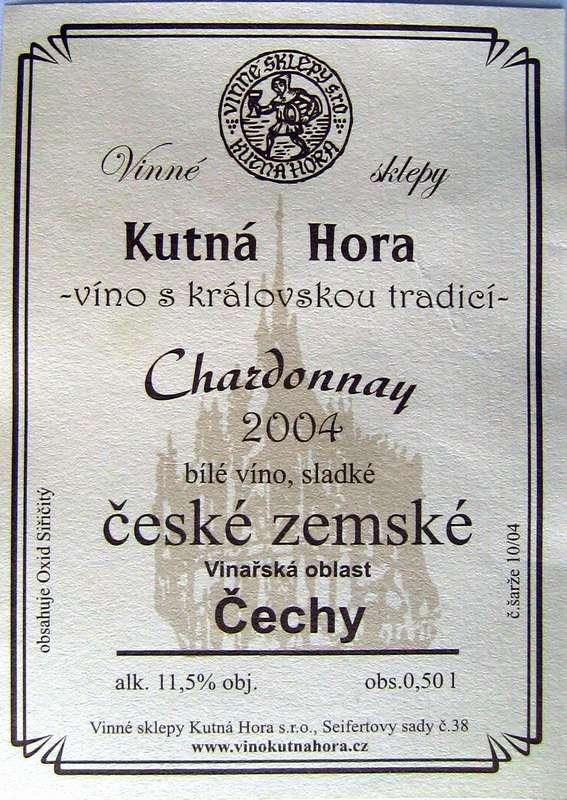 VINNÉ SKLEPY s.r.o.
KUTNÁ HORA
Vinné sklepy
Kutná Hora
-víno s královskou tradicí-
Chardonnay
2004
bílé víno, sladké
české zemské
Vinařská oblast
Čechy
obsahuje Oxid Siřičitý
č.šarže 10/04
alk. 11,5% obj. obs.0,50 l
Vinné sklepy Kutná Hora s.r.o., Seifertovy sady č.38
www.vinokutnahora.cz